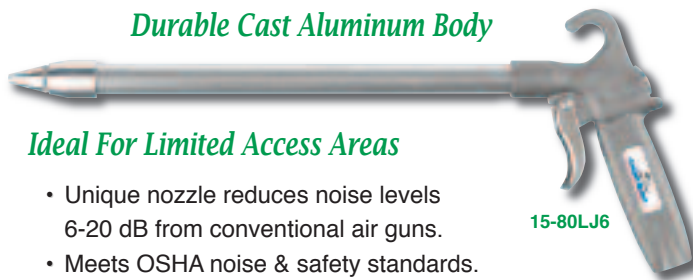 Durable Cast Aluminum Body
Ideal For Limited Access Areas
• Unique nozzle reduces noise levels
6-20 dB from conventional air guns.
15-80LJ6
• Meets OSHA noise & safety standards.